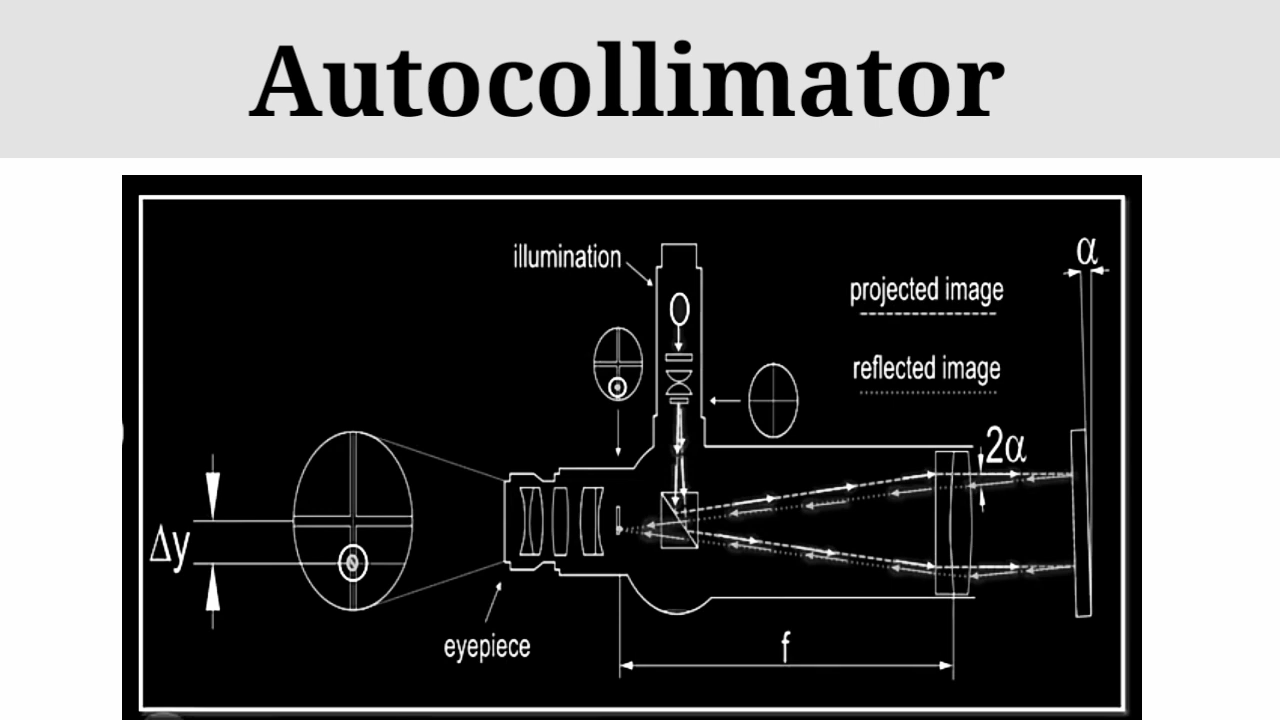 Autocollimator
illumination
α
projected image
reflected image
2α
Δy
eyepiece
f